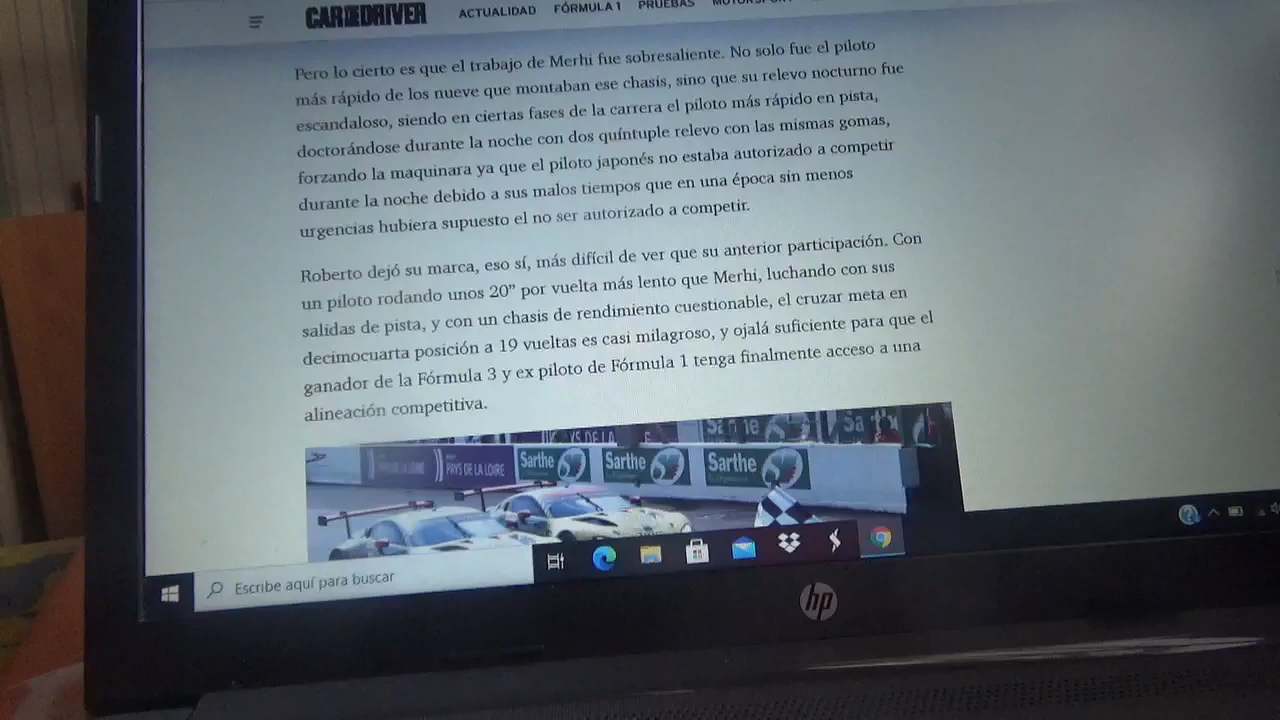 CAR AND DRIVER ACTUALIDAD FÓRMULA 1 PRUEBAS
Pero lo cierto es que el trabajo de Merhi fue sobresaliente. No solo fue el piloto
más rápido de los nueve que montaban ese chasis, sino que su relevo nocturno fue
escandaloso, siendo en ciertas fases de la carrera el piloto más rápido en pista,
doctorándose durante la noche con dos quíntuple relevo con las mismas gomas,
forzando la maquinara ya que el piloto japonés no estaba autorizado a competir
durante la noche debido a sus malos tiempos que en una época sin menos
urgencias hubiera supuesto el no ser autorizado a competir.
Roberto dejó su marca, eso sí, más difícil de ver que su anterior participación. Con
un piloto rodando unos 20” por vuelta más lento que Merhi, luchando con sus
salidas de pista, y con un chasis de rendimiento cuestionable, el cruzar meta en
decimocuarta posición a 19 vueltas es casi milagroso, y ojalá suficiente para que el
ganador de la Fórmula 3 y ex piloto de Fórmula 1 tenga finalmente acceso a una
alineación competitiva.
PAYS DE LA LOIRE Sarthe Sarthe Sarthe
Escribe aquí para buscar
hp